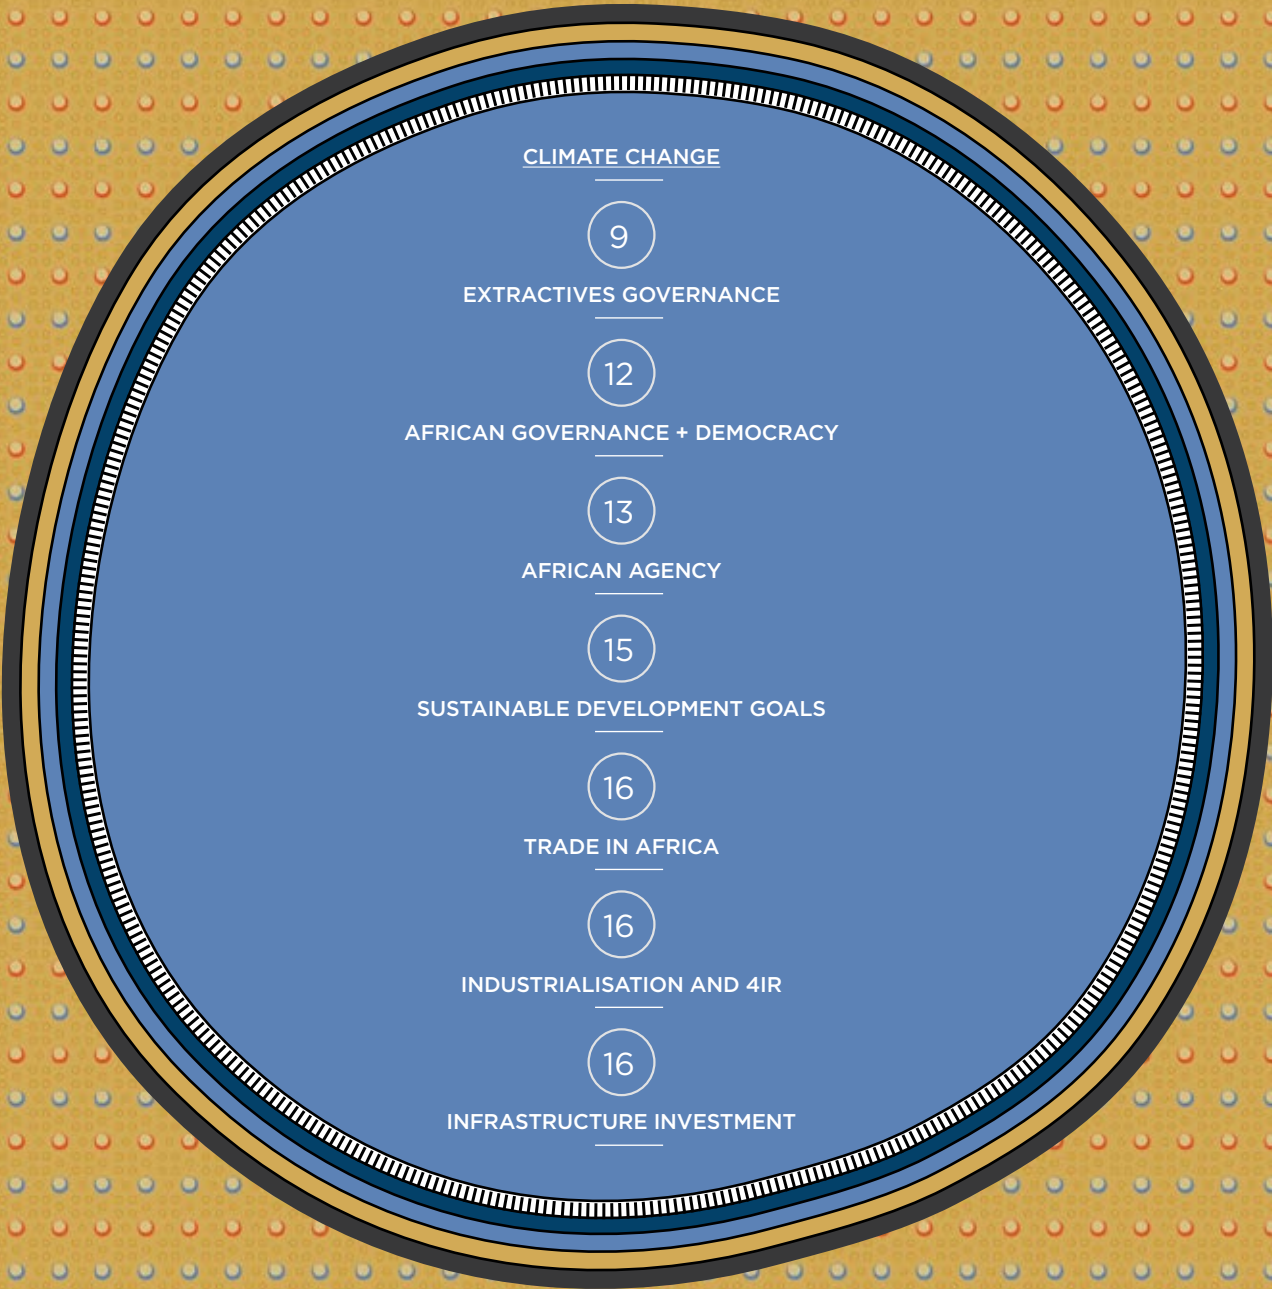 CLIMATE CHANGE
9
EXTRACTIVES GOVERNANCE
12
AFRICAN GOVERNANCE + DEMOCRACY
13
AFRICAN AGENCY
15
SUSTAINABLE DEVELOPMENT GOALS
16
TRADE IN AFRICA
16
INDUSTRIALISATION AND 4IR
16
INFRASTRUCTURE INVESTMENT